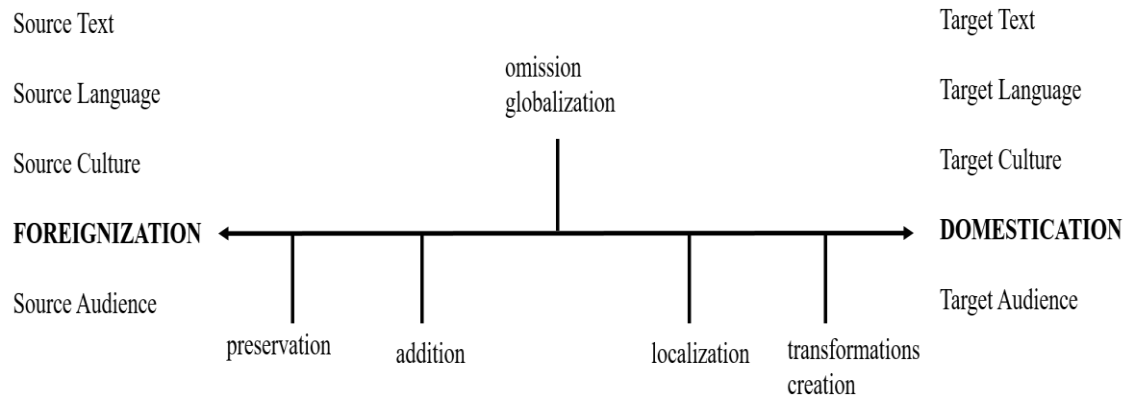 Source Text
Source Language
Source Culture
FOREIGNIZATION
Source Audience
omission
globalization
preservation
addition
localization
transformations
creation
Target Text
Target Language
Target Culture
DOMESTICATION
Target Audience